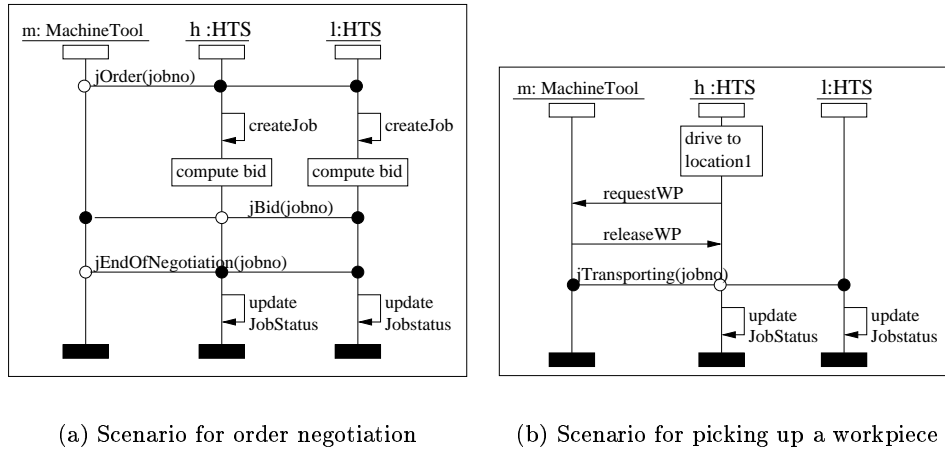 m: MachineTool h :HTS l:HTS
jOrder(jobno)
createJob createJob
compute bid compute bid
jBid(jobno)
jEndOfNegotiation(jobno)
update update
JobStatus Jobstatus
(a) Scenario for order negotiation
m: MachineTool h :HTS l:HTS
drive to
location1
requestWP
releaseWP
jTransporting(jobno)
update update
JobStatus Jobstatus
(b) Scenario for picking up a workpiece